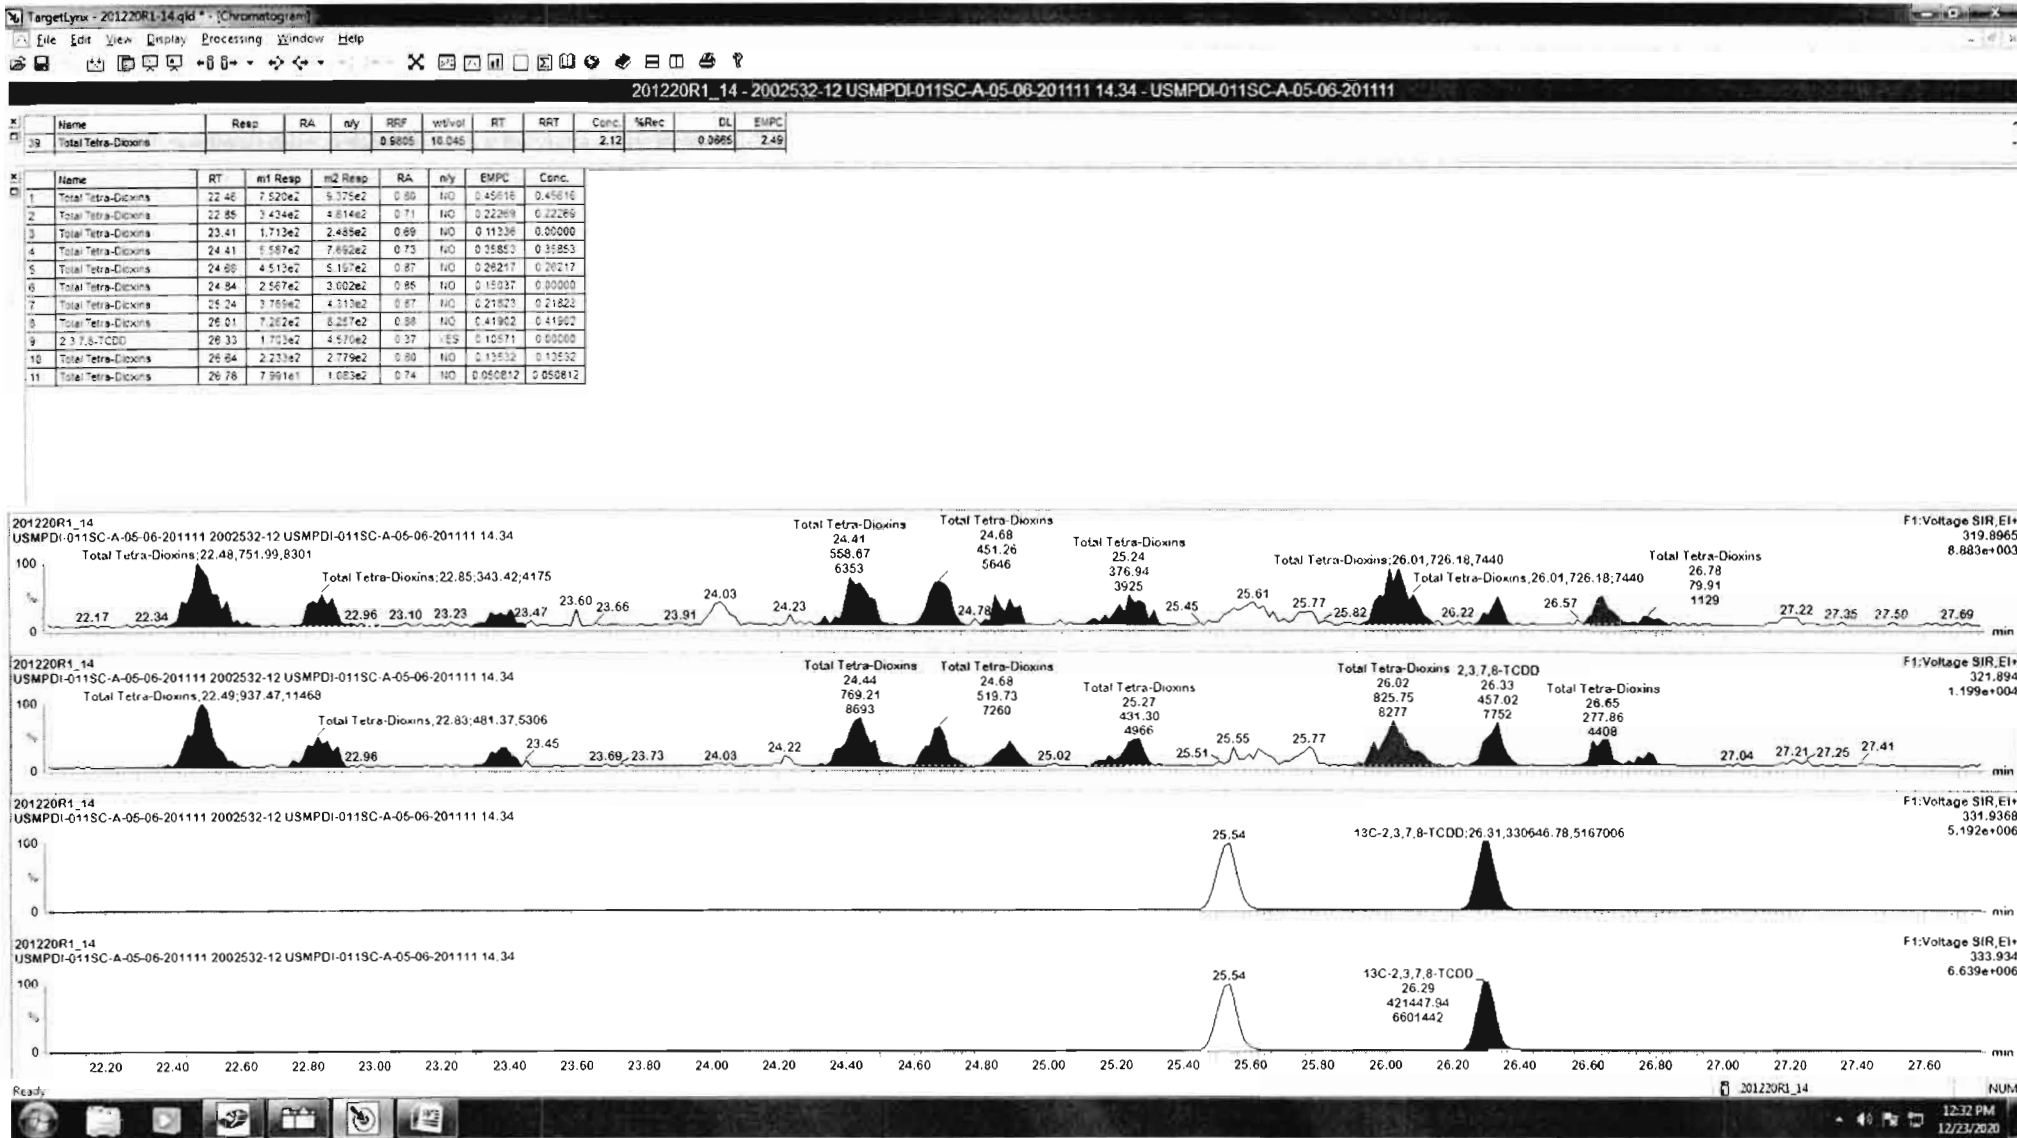 TargetLynx - 201220R1-14.qld * - [Chromatogram]
File Edit View Display Processing Window Help
201220R1_14 - 2002532-12 USMPDI-011SC-A-05-06-201111 14.34 - USMPDI-011SC-A-05-06-201111
Name Resp RA n/y RRF wt/vol RT RRT Conc. %Rec DL EMPC
39 Total Tetra-Dioxins 0.9805 10.045 2.12 0.0665 2.49
Name RT m1 Resp m2 Resp RA n/y EMPC Conc.
1 Total Tetra-Dioxins 22.48 7.520e2 9.375e2 0.80 NO 0.45616 0.45616
2 Total Tetra-Dioxins 22.85 3.434e2 4.814e2 0.71 NO 0.22269 0.22269
3 Total Tetra-Dioxins 23.41 1.713e2 2.485e2 0.69 NO 0.11336 0.00000
4 Total Tetra-Dioxins 24.41 5.587e2 7.692e2 0.73 NO 0.35853 0.35853
5 Total Tetra-Dioxins 24.68 4.513e2 5.197e2 0.87 NO 0.26217 0.26217
6 Total Tetra-Dioxins 24.84 2.567e2 3.002e2 0.85 NO 0.15037 0.00000
7 Total Tetra-Dioxins 25.24 3.769e2 4.313e2 0.87 NO 0.21823 0.21823
8 Total Tetra-Dioxins 26.01 7.262e2 8.257e2 0.88 NO 0.41902 0.41902
9 2,3,7,8-TCDD 26.33 1.703e2 4.570e2 0.37 YES 0.10571 0.00000
10 Total Tetra-Dioxins 26.64 2.233e2 2.779e2 0.80 NO 0.13532 0.13532
11 Total Tetra-Dioxins 26.78 7.991e1 1.083e2 0.74 NO 0.050812 0.050812
201220R1_14
USMPDI-011SC-A-05-06-201111 2002532-12 USMPDI-011SC-A-05-06-201111 14.34
F1:Voltage SIR,EI+
319.8965
8.883e+003
Total Tetra-Dioxins;22.48,751.99,8301
Total Tetra-Dioxins;22.85;343.42;4175
Total Tetra-Dioxins
24.41
558.67
6353
Total Tetra-Dioxins
24.68
451.26
5646
Total Tetra-Dioxins
25.24
376.94
3925
Total Tetra-Dioxins;26.01,726.18,7440
Total Tetra-Dioxins,26.01,726.18;7440
Total Tetra-Dioxins
26.78
79.91
1129
100
%
0
22.17 22.34 22.96 23.10 23.23 23.47 23.60 23.66 23.91 24.03 24.23 24.78 25.45 25.61 25.77 25.82 26.22 26.57 27.22 27.35 27.50 27.69
min
201220R1_14
USMPDI-011SC-A-05-06-201111 2002532-12 USMPDI-011SC-A-05-06-201111 14.34
F1:Voltage SIR,EI+
321.894
1.199e+004
Total Tetra-Dioxins,22.49;937.47,11468
Total Tetra-Dioxins,22.83;481.37,5306
Total Tetra-Dioxins
24.44
769.21
8693
Total Tetra-Dioxins
24.68
519.73
7260
Total Tetra-Dioxins
25.27
431.30
4966
Total Tetra-Dioxins
26.02
825.75
8277
2,3,7,8-TCDD
26.33
457.02
7752
Total Tetra-Dioxins
26.65
277.86
4408
100
%
0
22.96 23.45 23.69 23.73 24.03 24.22 25.02 25.51 25.55 25.77 27.04 27.21 27.25 27.41
min
201220R1_14
USMPDI-011SC-A-05-06-201111 2002532-12 USMPDI-011SC-A-05-06-201111 14.34
F1:Voltage SIR,EI+
331.9368
5.192e+006
25.54
13C-2,3,7,8-TCDD;26.31,330646.78,5167006
100
%
0
min
201220R1_14
USMPDI-011SC-A-05-06-201111 2002532-12 USMPDI-011SC-A-05-06-201111 14.34
F1:Voltage SIR,EI+
333.934
6.639e+006
25.54
13C-2,3,7,8-TCDD
26.29
421447.94
6601442
100
%
0
min
22.20 22.40 22.60 22.80 23.00 23.20 23.40 23.60 23.80 24.00 24.20 24.40 24.60 24.80 25.00 25.20 25.40 25.60 25.80 26.00 26.20 26.40 26.60 26.80 27.00 27.20 27.40 27.60
Ready
201220R1_14
NUM
12:32 PM
12/23/2020